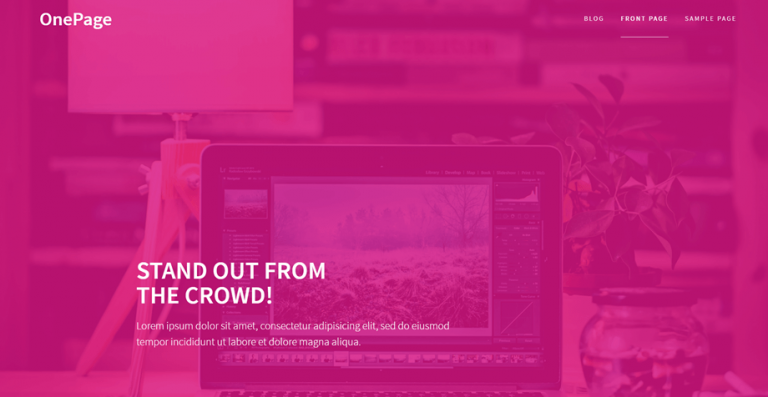 OnePage
BLOG FRONT PAGE SAMPLE PAGE
STAND OUT FROM
THE CROWD!
Lorem ipsum dolor sit amet, consectetur adipisicing elit, sed do eiusmod
tempor incididunt ut labore et dolore magna aliqua.